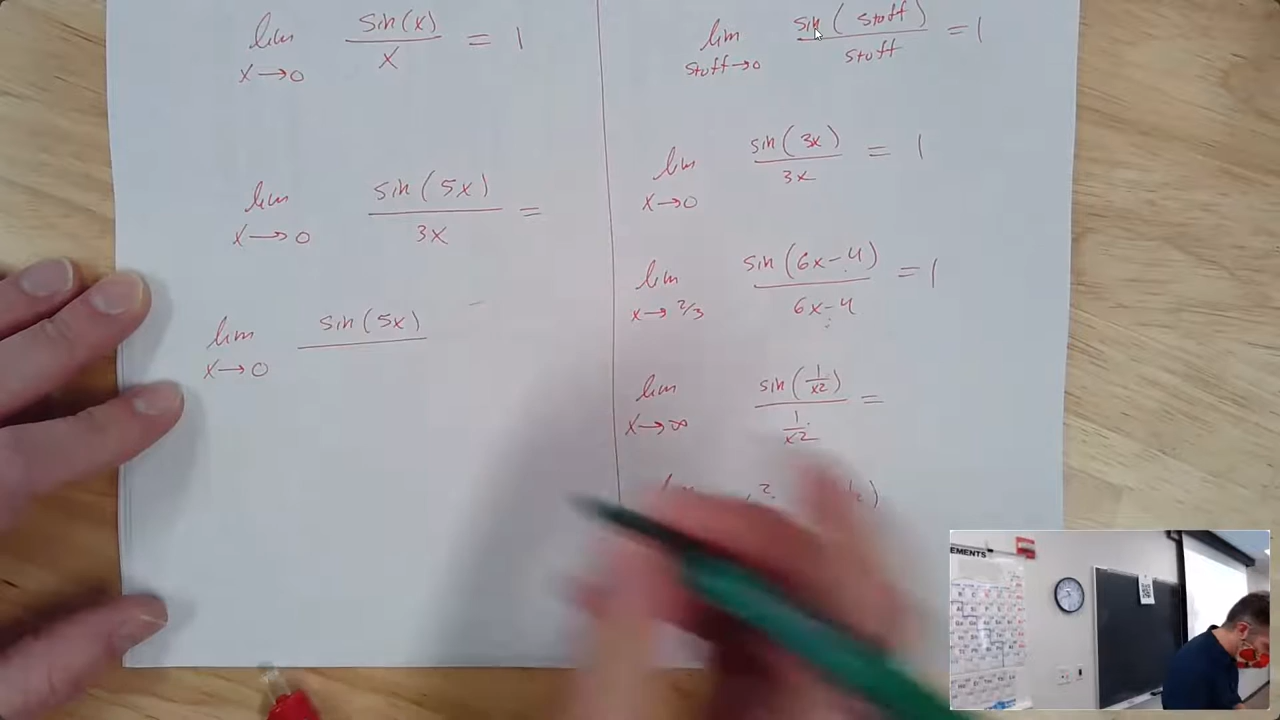 lim x→0 sin(x)/x = 1
lim x→0 sin(5x)/3x =
lim x→0 sin(5x)
lim stuff→0 sin(stuff)/stuff = 1
lim x→0 sin(3x)/3x = 1
lim x→2/3 sin(6x-4)/6x-4 = 1
lim x→∞ sin(1/x2)/1/x2 =
EMENTS